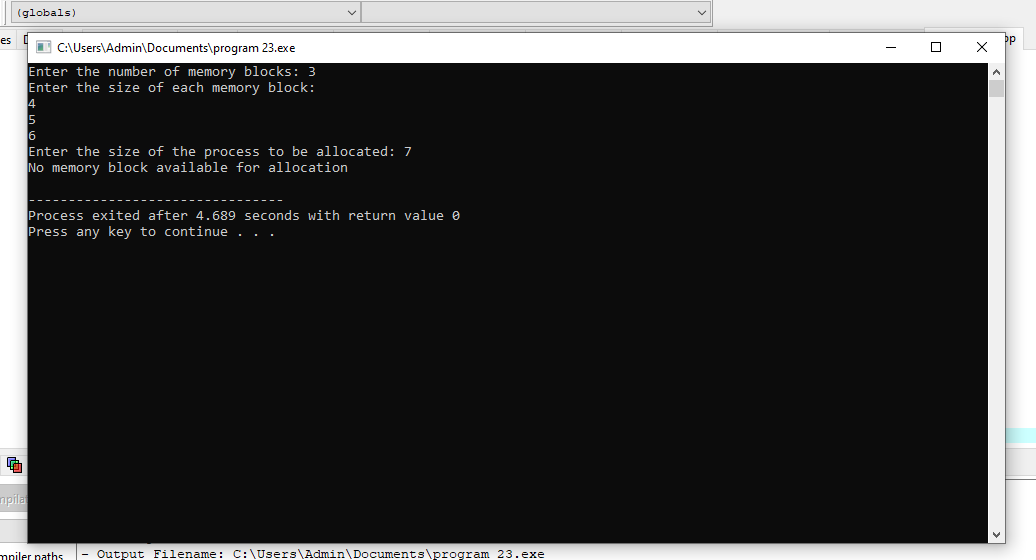 (globals)
es
C:\Users\Admin\Documents\program 23.exe
Enter the number of memory blocks: 3
Enter the size of each memory block:
4
5
6
Enter the size of the process to be allocated: 7
No memory block available for allocation
--------------------------------
Process exited after 4.689 seconds with return value 0
Press any key to continue . . .
mpiler paths
- Output Filename: C:\Users\Admin\Documents\program 23.exe